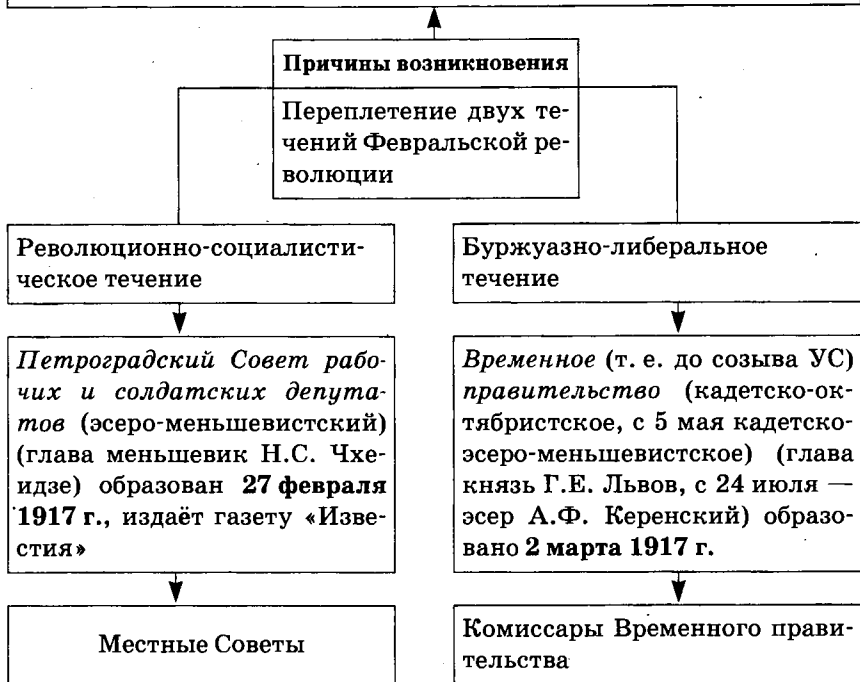 Причины возникновения
Переплетение двух те-
чений Февральской ре-
волюции
Революционно-социалисти-
ческое течение
Буржуазно-либеральное
течение
Петроградский Совет рабо-
чих и солдатских депута-
тов (эсеро-меньшевистский)
(глава меньшевик Н.С. Чхе-
идзе) образован 27 февраля
1917 г., издаёт газету «Изве-
стия»
Временное (т. е. до созыва УС)
правительство (кадетско-ок-
тябристское, с 5 мая кадетско-
эсеро-меньшевистское) (глава
князь Г.Е. Львов, с 24 июля —
эсер А.Ф. Керенский) образо-
вано 2 марта 1917 г.
Местные Советы
Комиссары Временного прави-
тельства